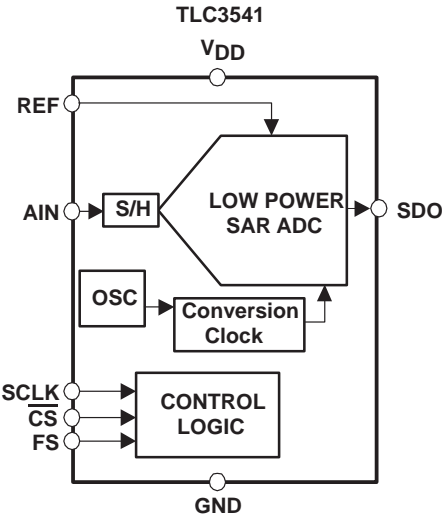 TLC3541
VDD
REF
AIN
S/H
LOW POWER
SAR ADC
SDO
OSC
Conversion
Clock
SCLK
CS
FS
CONTROL
LOGIC
GND